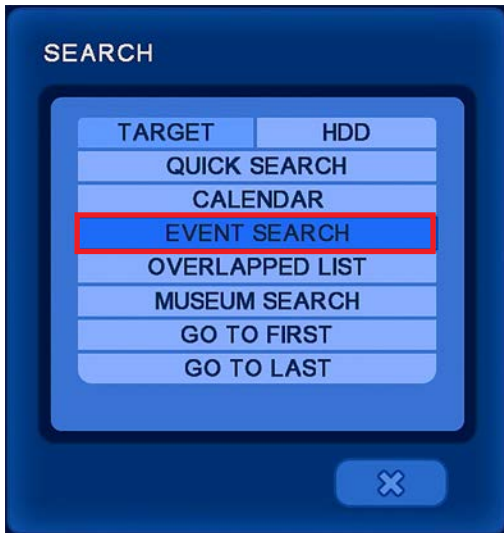 SEARCH
TARGET HDD
QUICK SEARCH
CALENDAR
EVENT SEARCH
OVERLAPPED LIST
MUSEUM SEARCH
GO TO FIRST
GO TO LAST